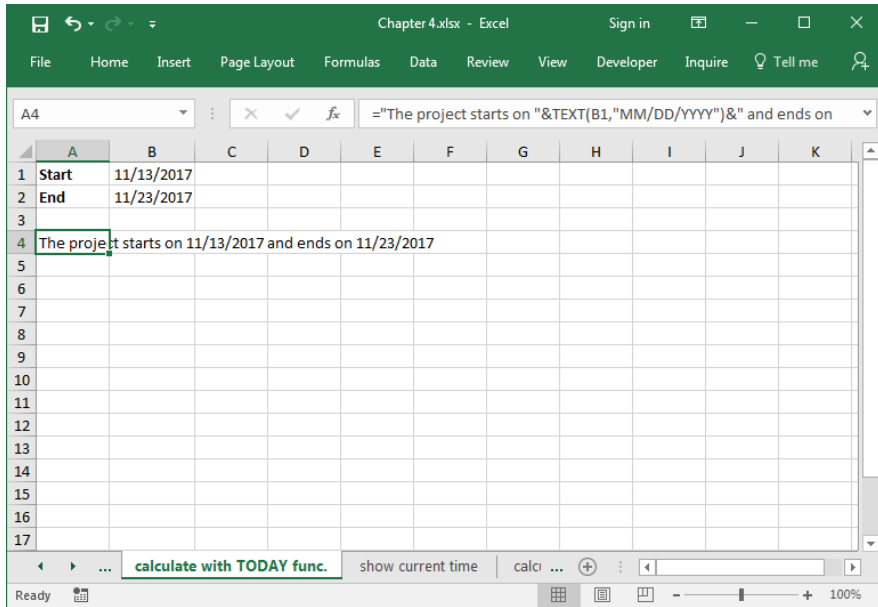 Chapter 4.xlsx - Excel Sign in
File Home Insert Page Layout Formulas Data Review View Developer Inquire Tell me
A4 fx ="The project starts on "&TEXT(B1,"MM/DD/YYYY")&" and ends on
A B C D E F G H I J K
1 Start 11/13/2017
2 End 11/23/2017
3
4 The project starts on 11/13/2017 and ends on 11/23/2017
5
6
7
8
9
10
11
12
13
14
15
16
17
... calculate with TODAY func. show current time calcu ...
Ready 100%